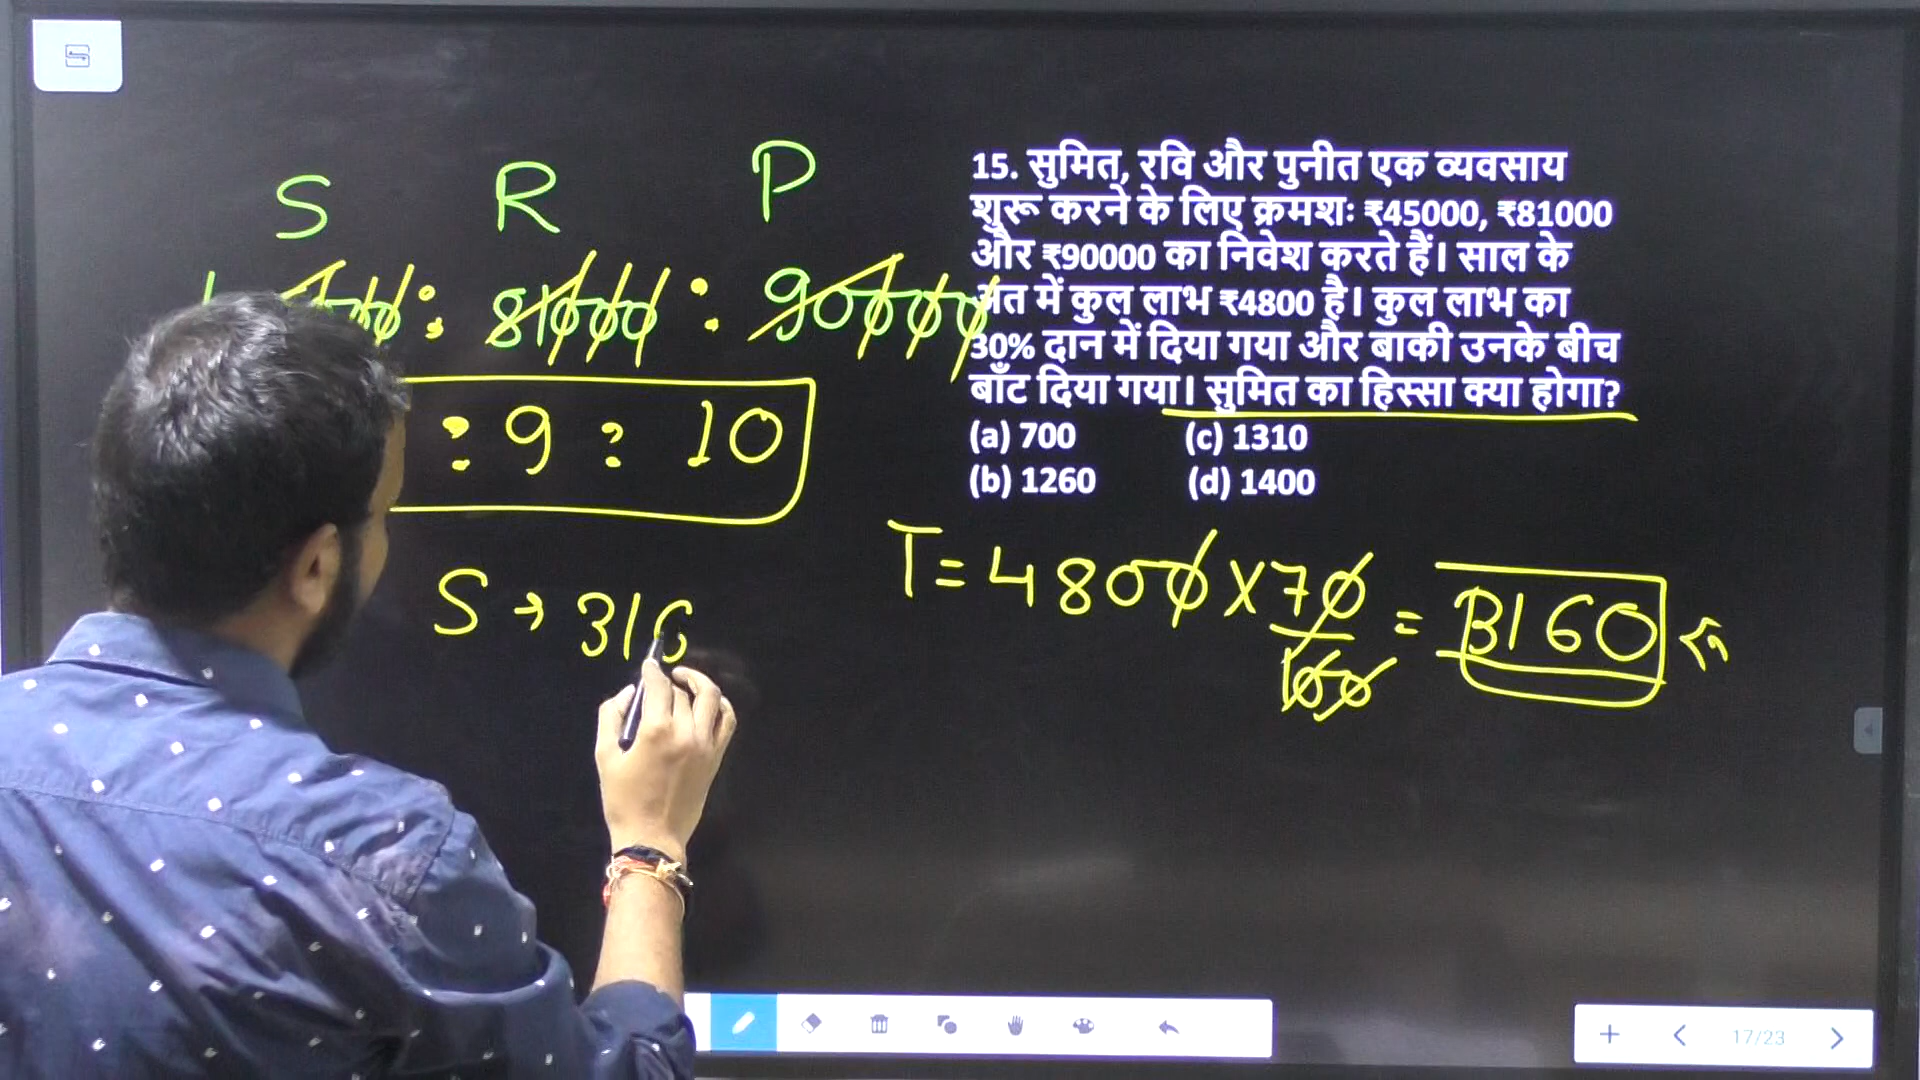 S R P
81000 : 90000
: 9 : 10
S → 316
15. सुमित, रवि और पुनीत एक व्यवसाय
शुरू करने के लिए क्रमशः ₹45000, ₹81000
और ₹90000 का निवेश करते हैं। साल के
अंत में कुल लाभ ₹4800 है। कुल लाभ का
30% दान में दिया गया और बाकी उनके बीच
बाँट दिया गया। सुमित का हिस्सा क्या होगा?
(a) 700 (c) 1310
(b) 1260 (d) 1400
T = 4800 x 70
100
= 3160
17/23